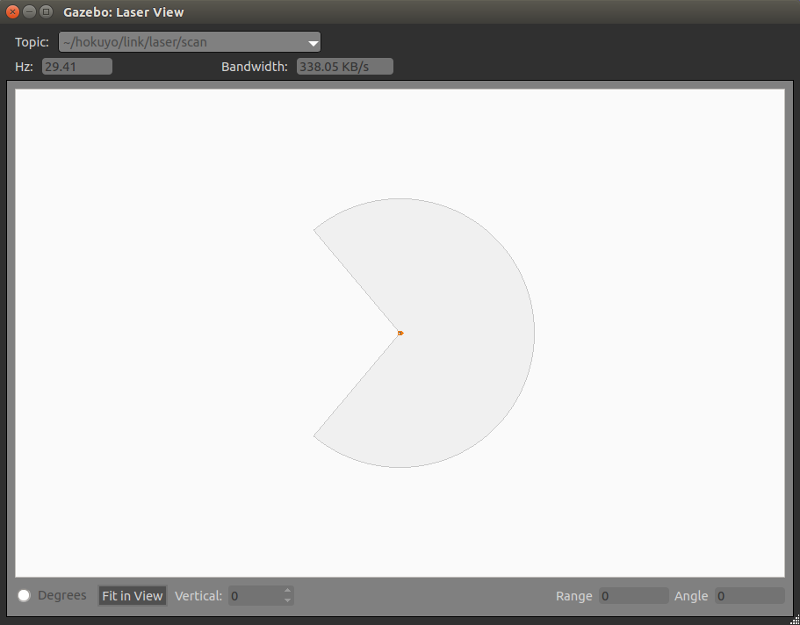 Gazebo: Laser View
Topic: ~/hokuyo/link/laser/scan
Hz: 29.41 Bandwidth: 338.05 KB/s
Degrees Fit in View Vertical: 0 Range 0 Angle 0